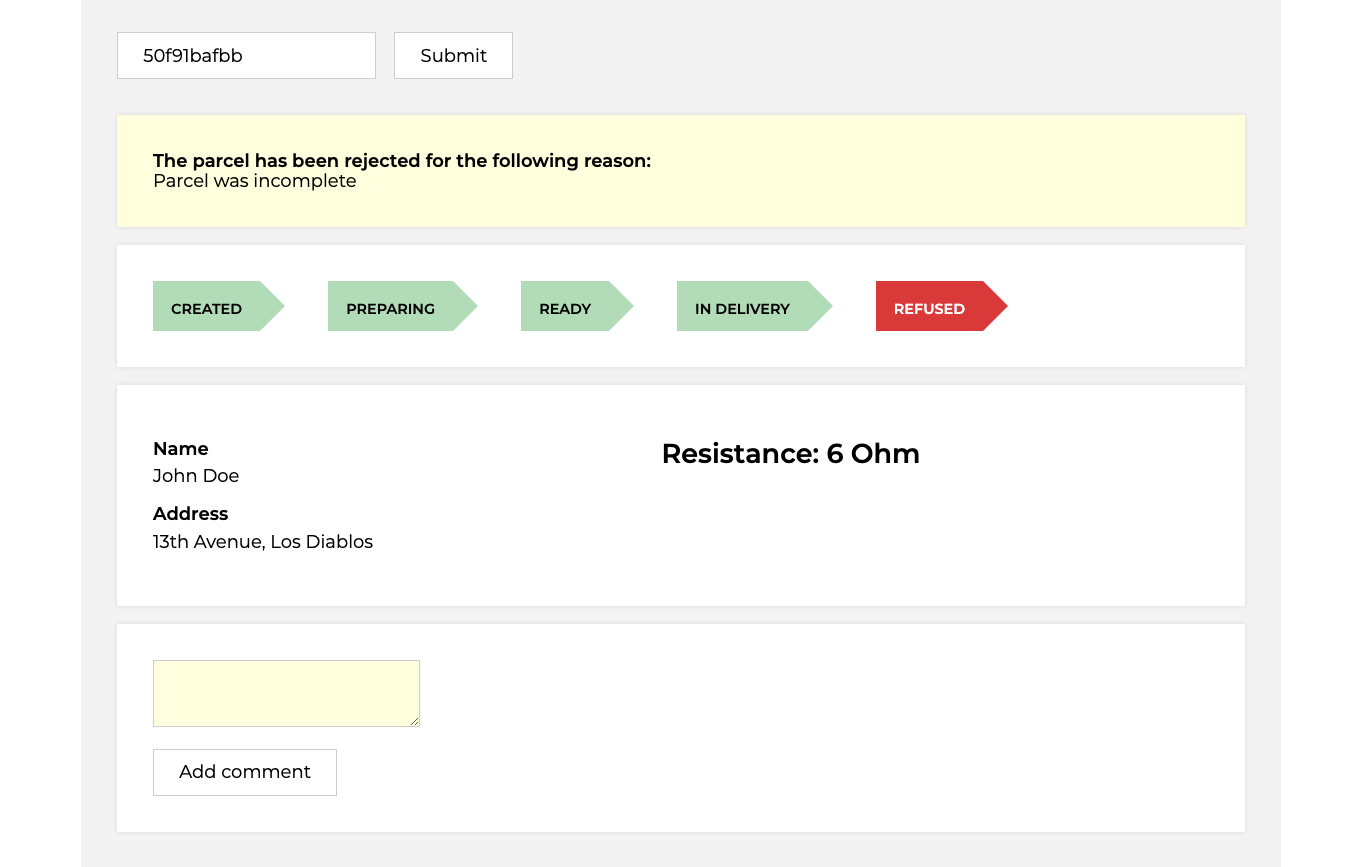 50f91bafbb
Submit
The parcel has been rejected for the following reason:
Parcel was incomplete
CREATED
PREPARING
READY
IN DELIVERY
REFUSED
Name
John Doe
Address
13th Avenue, Los Diablos
Resistance: 6 Ohm
Add comment